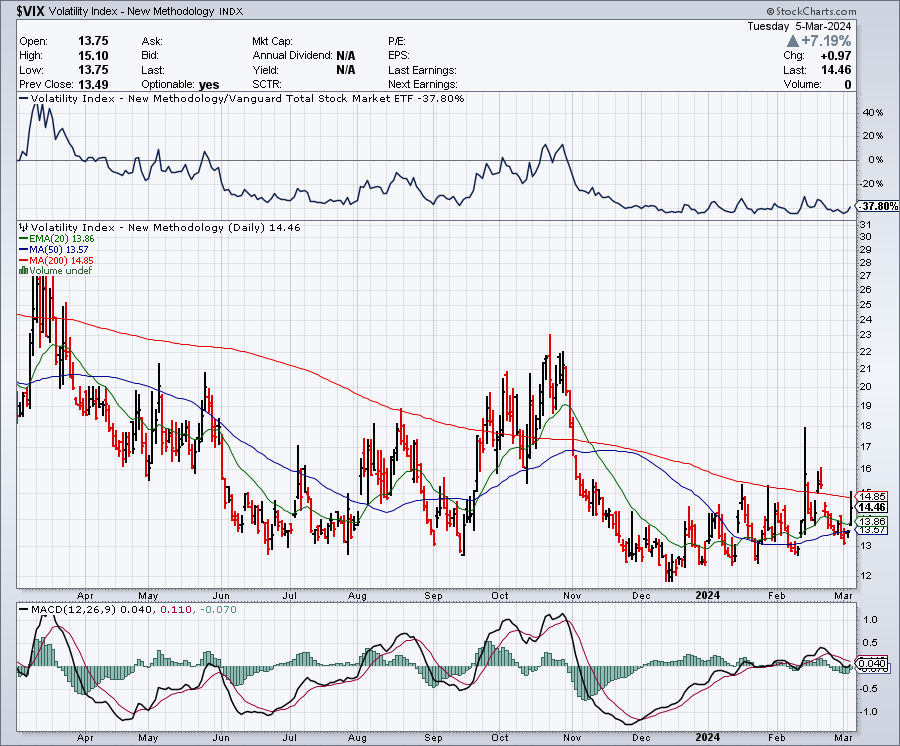 $VIX Volatility Index - New Methodology INDX
© StockCharts.com
Tuesday 5-Mar-2024
Open: 13.75 Ask: Mkt Cap: P/E: ▲ +7.19%
High: 15.10 Bid: Annual Dividend: N/A EPS: Chg: +0.97
Low: 13.75 Last: Yield: N/A Last Earnings: Last: 14.46
Prev Close: 13.49 Optionable: yes SCTR: Next Earnings: Volume: 0
Volatility Index - New Methodology/Vanguard Total Stock Market ETF -37.80%
40%
20%
0%
-20%
-37.80%
Volatility Index - New Methodology (Daily) 14.46
EMA(20) 13.86
MA(50) 13.57
MA(200) 14.85
Volume undef
31
30
29
28
27
26
25
24
23
22
21
20
19
18
17
16
15
14.85
14.46
13.86
13.57
13
12
Apr May Jun Jul Aug Sep Oct Nov Dec 2024 Feb Mar
MACD(12,26,9) 0.040, 0.110, -0.070
1.0
0.5
0.040
-0.5
-1.0
Apr May Jun Jul Aug Sep Oct Nov Dec 2024 Feb Mar